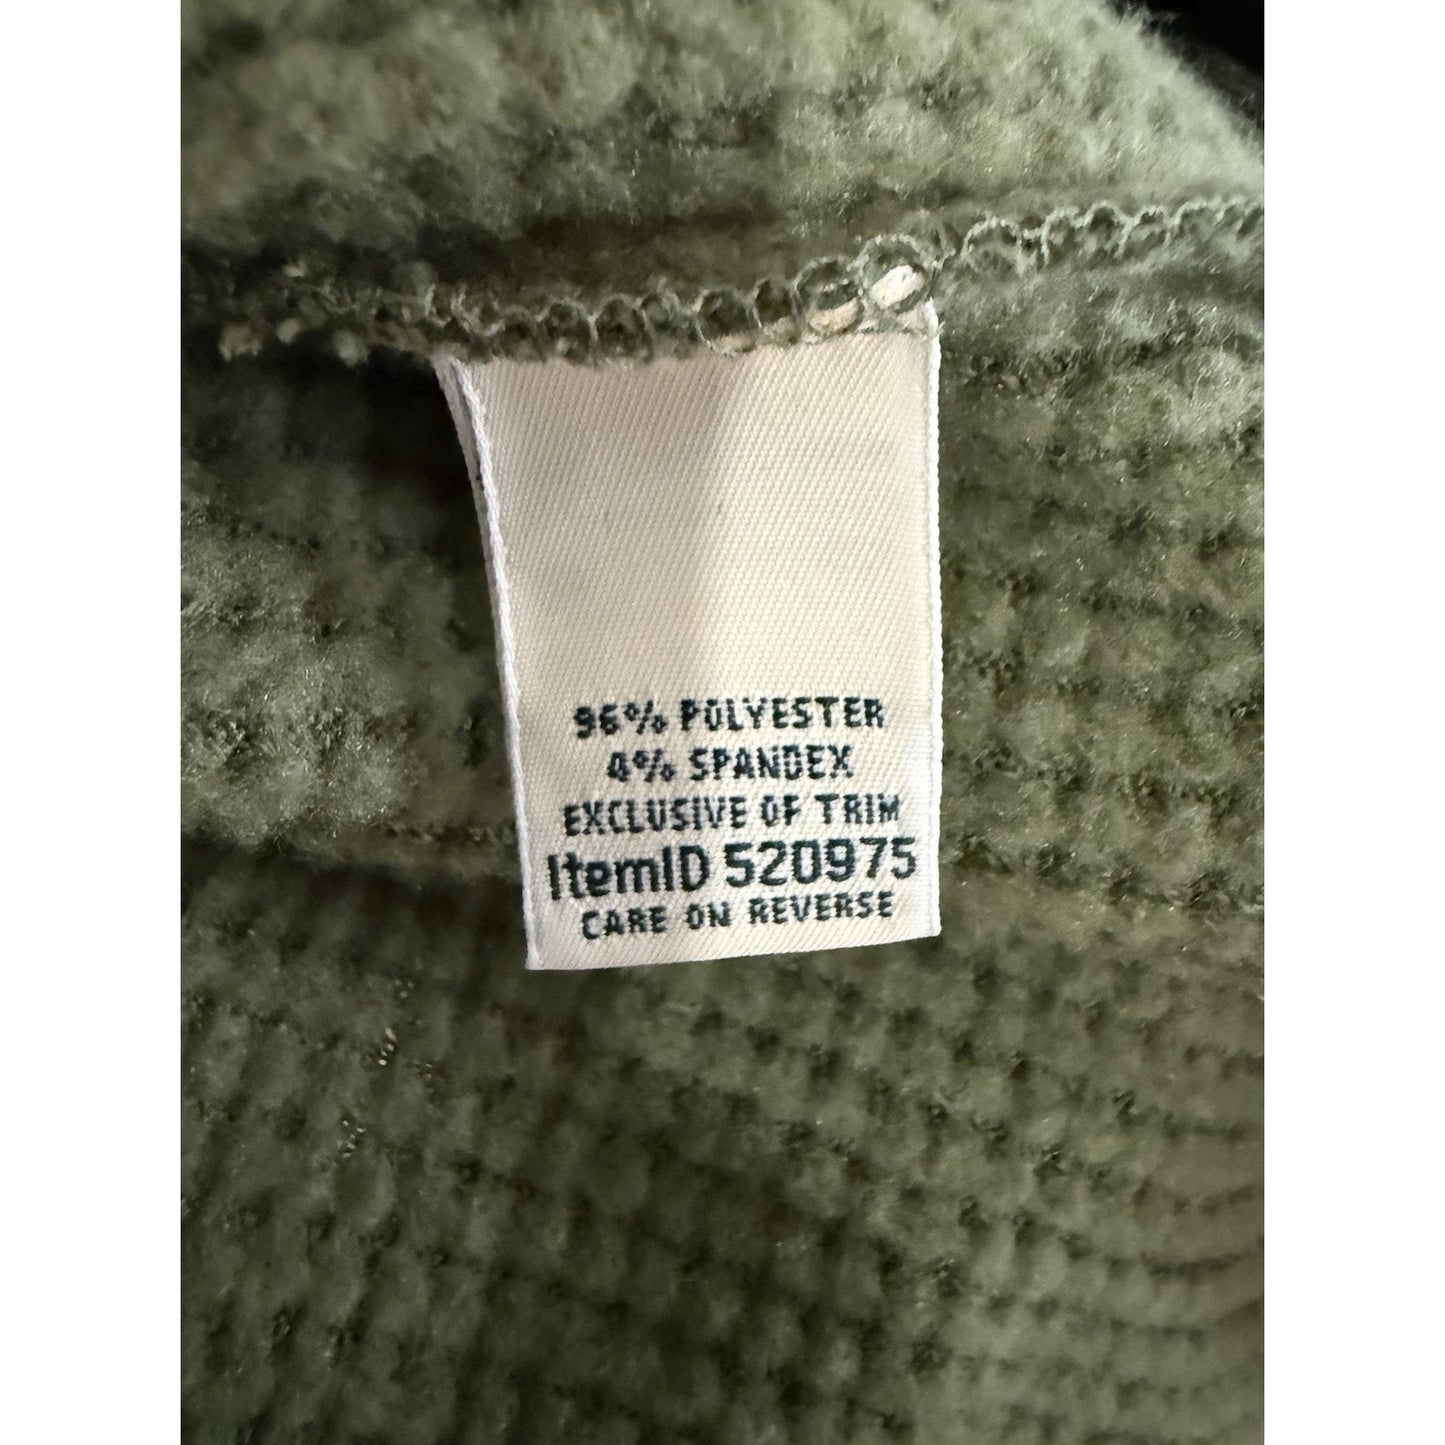 96% POLYESTER
4% SPANDEX
EXCLUSIVE OF TRIM
ItemID 520975
CARE ON REVERSE